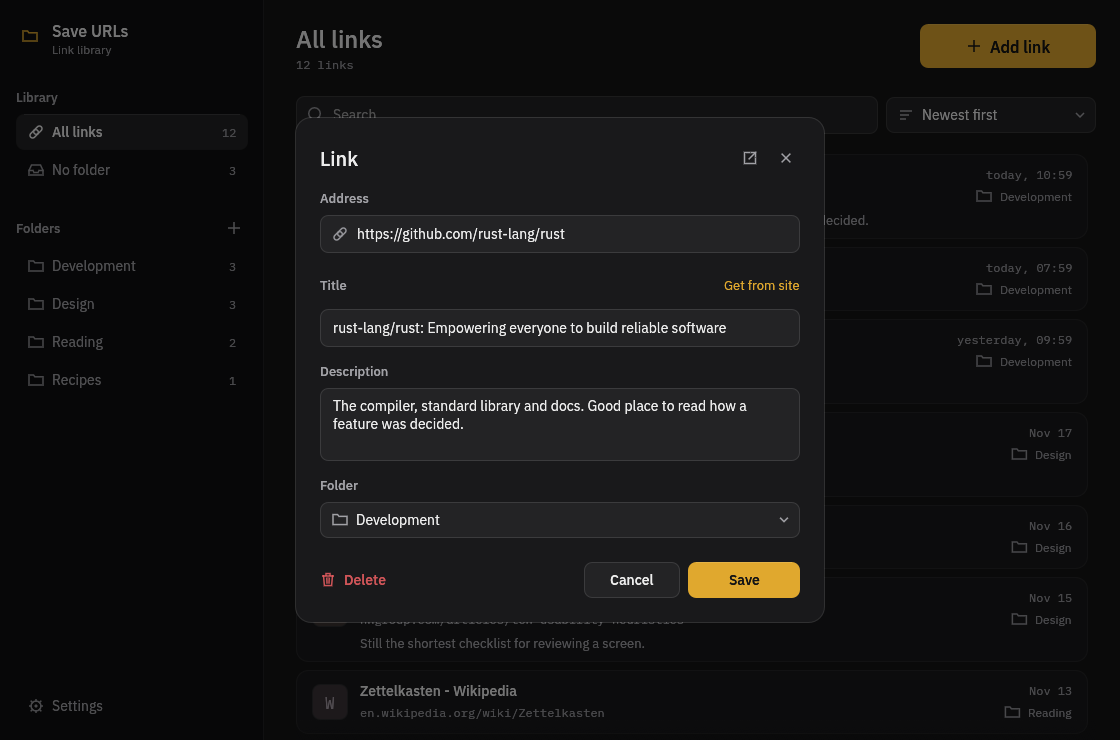 Save URLs
Link library
Library
All links 12
No folder 3
Folders
Development 3
Design 3
Reading 2
Recipes 1
Settings
All links
12 links
Add link
Search
Newest first
today, 10:59
Development
decided.
today, 07:59
Development
yesterday, 09:59
Development
Nov 17
Design
Nov 16
Design
Nov 15
Design
Still the shortest checklist for reviewing a screen.
W
Zettelkasten - Wikipedia
Nov 13
en.wikipedia.org/wiki/Zettelkasten
Reading
Link
Address
https://github.com/rust-lang/rust
Title
Get from site
rust-lang/rust: Empowering everyone to build reliable software
Description
The compiler, standard library and docs. Good place to read how a
feature was decided.
Folder
Development
Delete
Cancel
Save